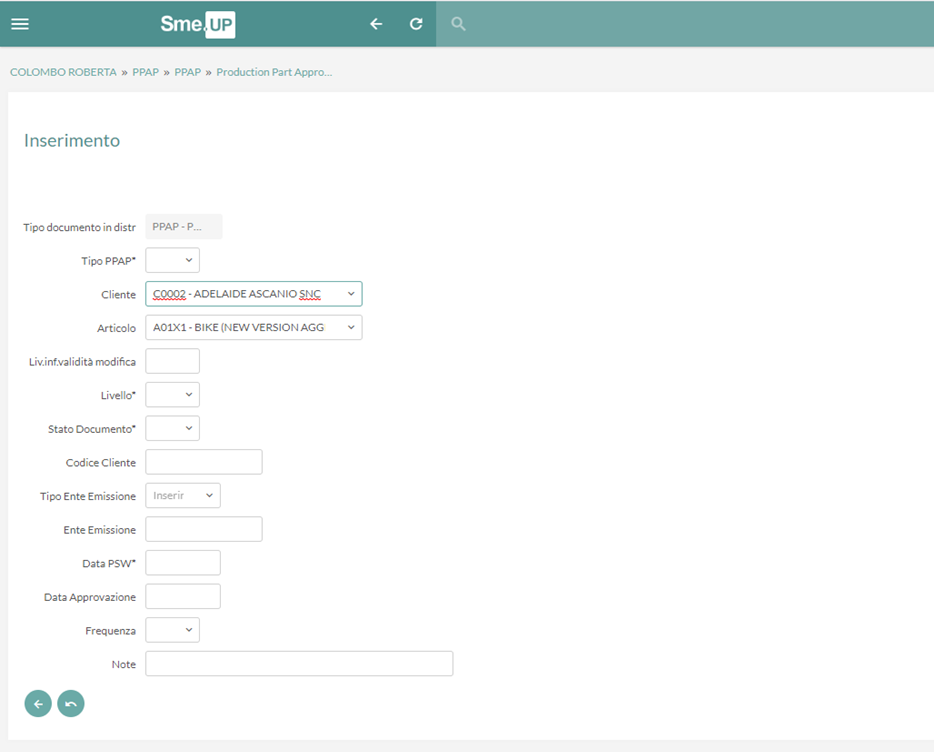 Sme.UP
COLOMBO ROBERTA » PPAP » PPAP » Production Part Appro...
Inserimento
Tipo documento in distr PPAP - P...
Tipo PPAP*
Cliente C0002 - ADELAIDE ASCANIO SNC
Articolo A01X1 - BIKE (NEW VERSION AGG
Liv.inf.validità modifica
Livello*
Stato Documento*
Codice Cliente
Tipo Ente Emissione Inserir
Ente Emissione
Data PSW*
Data Approvazione
Frequenza
Note